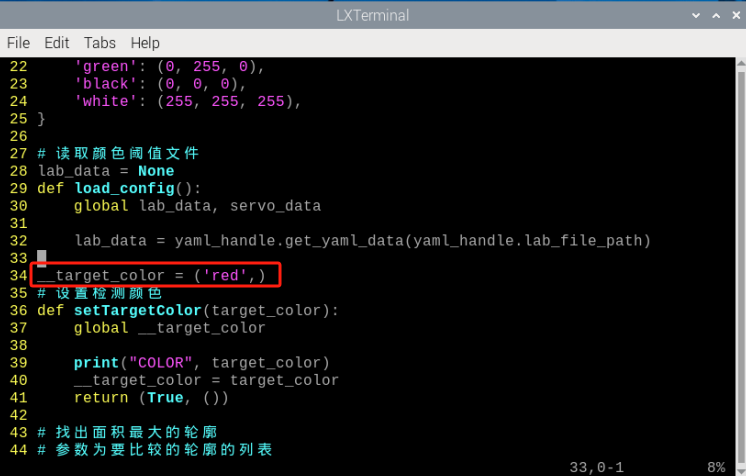 LXTerminal
File Edit Tabs Help
22     'green': (0, 255, 0),
23     'black': (0, 0, 0),
24     'white': (255, 255, 255),
25 }
26
27 # 读取颜色阈值文件
28 lab_data = None
29 def load_config():
30     global lab_data, servo_data
31
32     lab_data = yaml_handle.get_yaml_data(yaml_handle.lab_file_path)
33
34 __target_color = ('red',)
35 # 设置检测颜色
36 def setTargetColor(target_color):
37     global __target_color
38
39     print("COLOR", target_color)
40     __target_color = target_color
41     return (True, ())
42
43 # 找出面积最大的轮廓
44 # 参数为要比较的轮廓的列表
33,0-1 8%